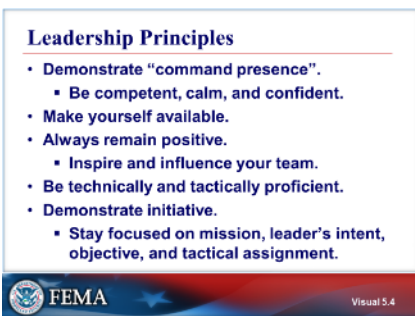 Leadership Principles
• Demonstrate “command presence”.
▪ Be competent, calm, and confident.
• Make yourself available.
• Always remain positive.
▪ Inspire and influence your team.
• Be technically and tactically proficient.
• Demonstrate initiative.
▪ Stay focused on mission, leader’s intent,
objective, and tactical assignment.
FEMA
Visual 5.4